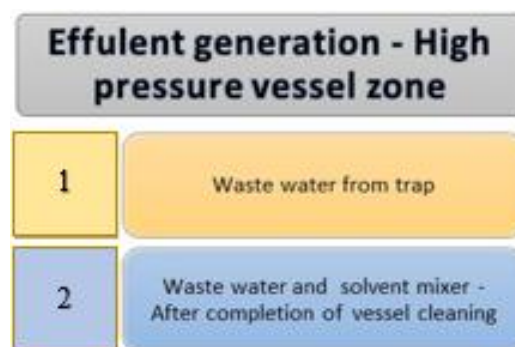 Effulent generation - High
pressure vessel zone
1
Waste water from trap
2
Waste water and solvent mixer -
After completion of vessel cleaning